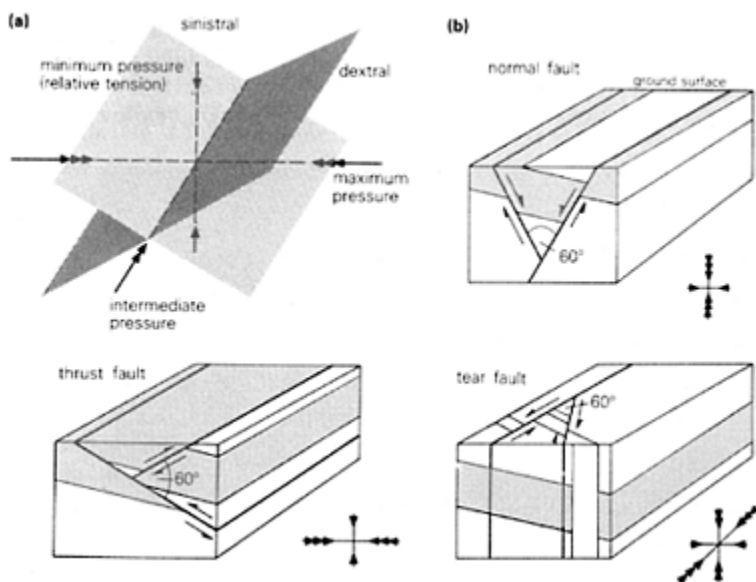 (a)
sinistral
minimum pressure
(relative tension)
dextral
maximum
pressure
intermediate
pressure
(b)
normal fault
ground surface
60°
thrust fault
60°
tear fault
60°